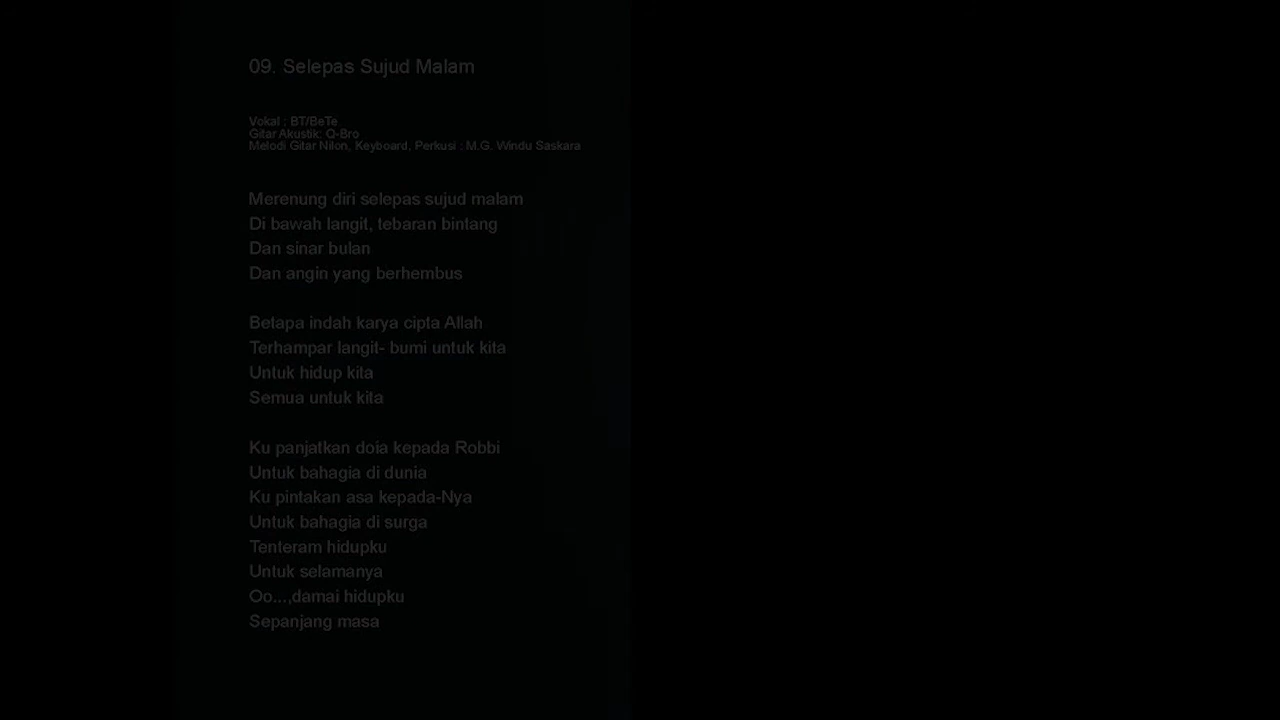 09. Selepas Sujud Malam
Vokal ; BT/BeTe
Gitar Akustik: Q-Bro
Melodi Gitar Nilon, Keyboard, Perkusi : M.G. Windu Saskara
Merenung diri selepas sujud malam
Di bawah langit, tebaran bintang
Dan sinar bulan
Dan angin yang berhembus
Betapa indah karya cipta Allah
Terhampar langit- bumi untuk kita
Untuk hidup kita
Semua untuk kita
Ku panjatkan doia kepada Robbi
Untuk bahagia di dunia
Ku pintakan asa kepada-Nya
Untuk bahagia di surga
Tenteram hidupku
Untuk selamanya
Oo...,damai hidupku
Sepanjang masa